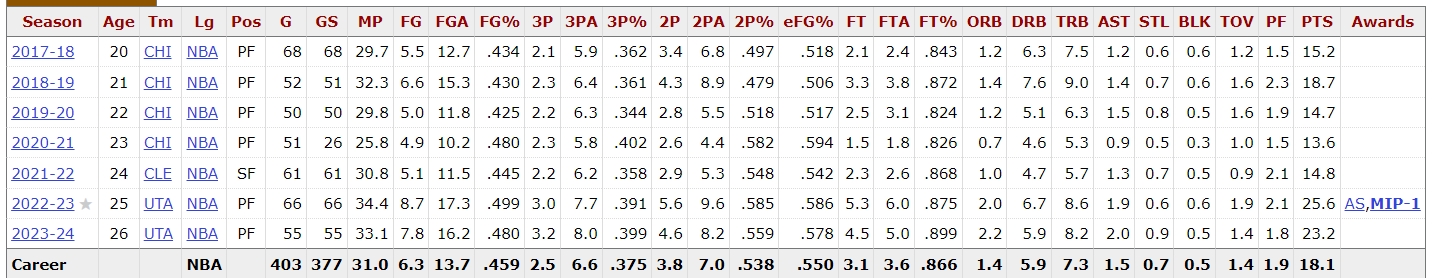 Season Age Tm Lg Pos G GS MP FG FGA FG% 3P 3PA 3P% 2P 2PA 2P% eFG% FT FTA FT% ORB DRB TRB AST STL BLK TOV PF PTS Awards
2017-18 20 CHI NBA PF 68 68 29.7 5.5 12.7 .434 2.1 5.9 .362 3.4 6.8 .497 .518 2.1 2.4 .843 1.2 6.3 7.5 1.2 0.6 0.6 1.2 1.5 15.2
2018-19 21 CHI NBA PF 52 51 32.3 6.6 15.3 .430 2.3 6.4 .361 4.3 8.9 .479 .506 3.3 3.8 .872 1.4 7.6 9.0 1.4 0.7 0.6 1.6 2.3 18.7
2019-20 22 CHI NBA PF 50 50 29.8 5.0 11.8 .425 2.2 6.3 .344 2.8 5.5 .518 .517 2.5 3.1 .824 1.2 5.1 6.3 1.5 0.8 0.5 1.6 1.9 14.7
2020-21 23 CHI NBA PF 51 26 25.8 4.9 10.2 .480 2.3 5.8 .402 2.6 4.4 .582 .594 1.5 1.8 .826 0.7 4.6 5.3 0.9 0.5 0.3 1.0 1.5 13.6
2021-22 24 CLE NBA SF 61 61 30.8 5.1 11.5 .445 2.2 6.2 .358 2.9 5.3 .548 .542 2.3 2.6 .868 1.0 4.7 5.7 1.3 0.7 0.5 0.9 2.1 14.8
2022-23 ★ 25 UTA NBA PF 66 66 34.4 8.7 17.3 .499 3.0 7.7 .391 5.6 9.6 .585 .586 5.3 6.0 .875 2.0 6.7 8.6 1.9 0.6 0.6 1.9 2.1 25.6 AS,MIP-1
2023-24 26 UTA NBA PF 55 55 33.1 7.8 16.2 .480 3.2 8.0 .399 4.6 8.2 .559 .578 4.5 5.0 .899 2.2 5.9 8.2 2.0 0.9 0.5 1.4 1.8 23.2
Career NBA 403 377 31.0 6.3 13.7 .459 2.5 6.6 .375 3.8 7.0 .538 .550 3.1 3.6 .866 1.4 5.9 7.3 1.5 0.7 0.5 1.4 1.9 18.1